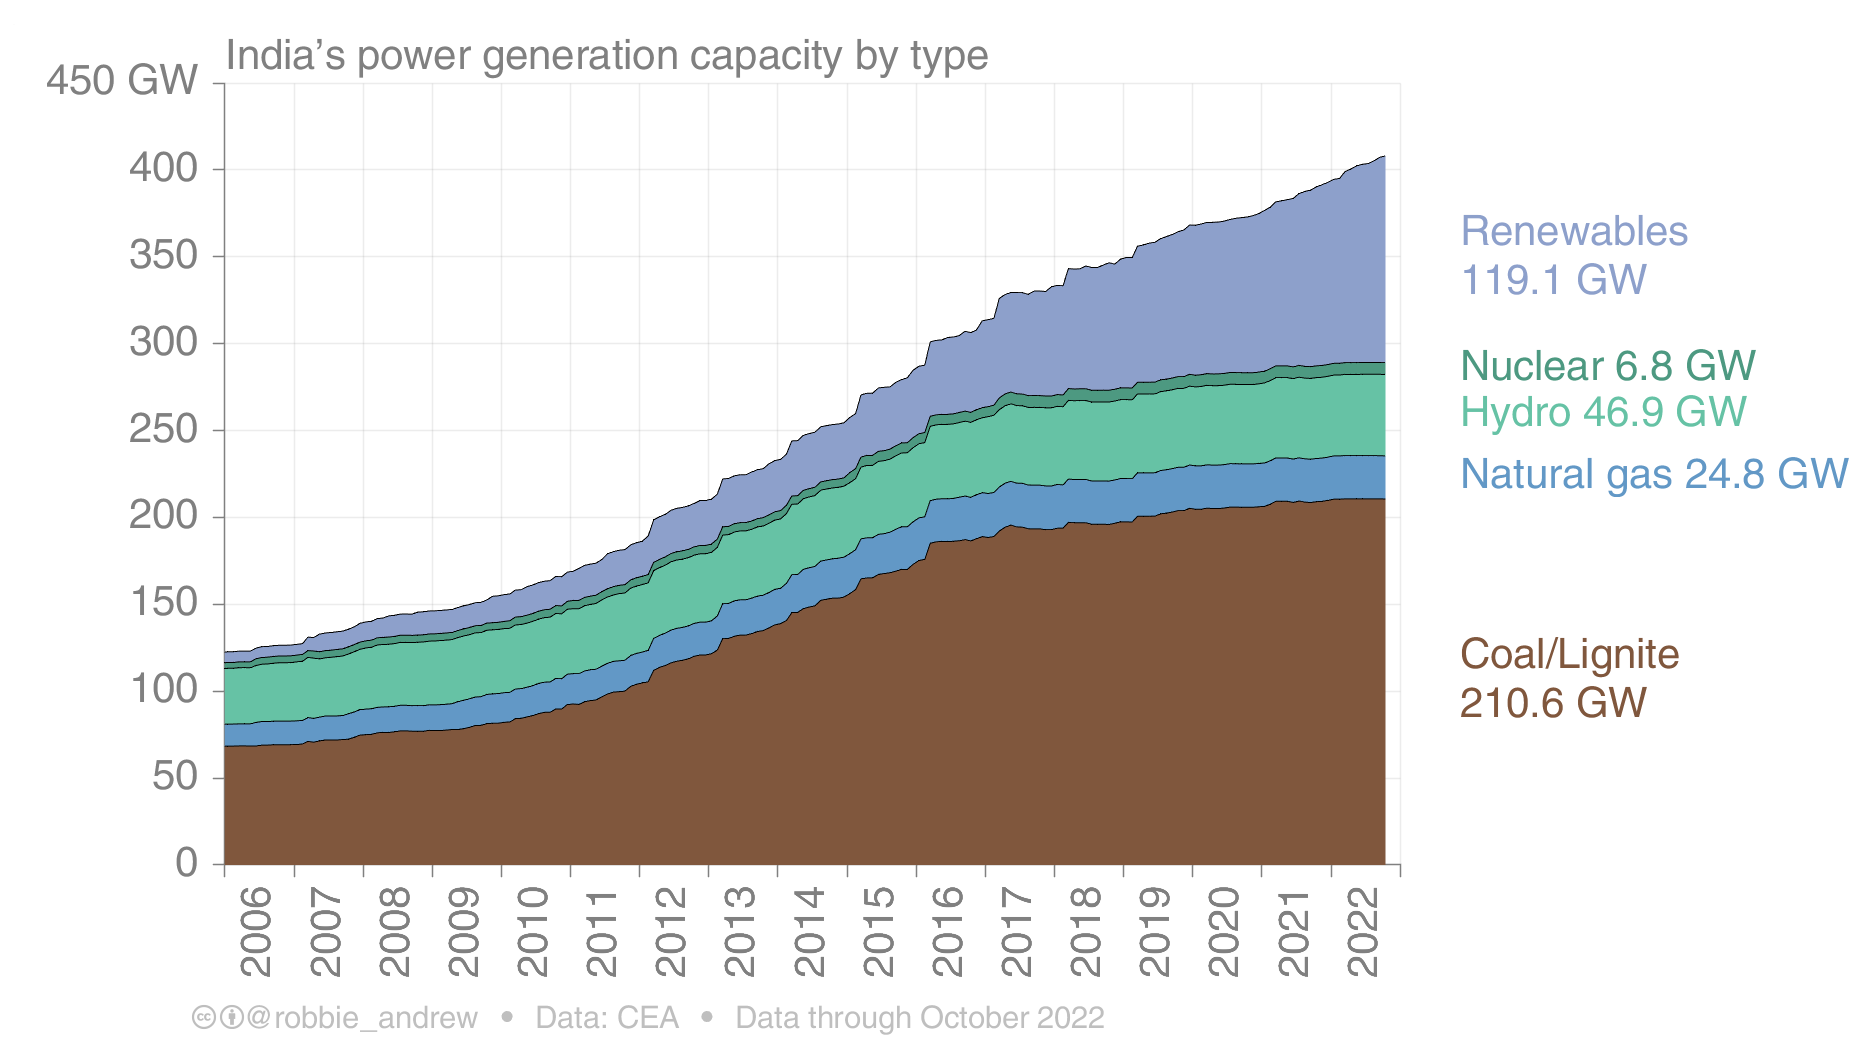 India’s power generation capacity by type
450 GW
400
350
300
250
200
150
100
50
0
2006
2007
2008
2009
2010
2011
2012
2013
2014
2015
2016
2017
2018
2019
2020
2021
2022
Renewables
119.1 GW
Nuclear 6.8 GW
Hydro 46.9 GW
Natural gas 24.8 GW
Coal/Lignite
210.6 GW
cc @robbie_andrew • Data: CEA • Data through October 2022